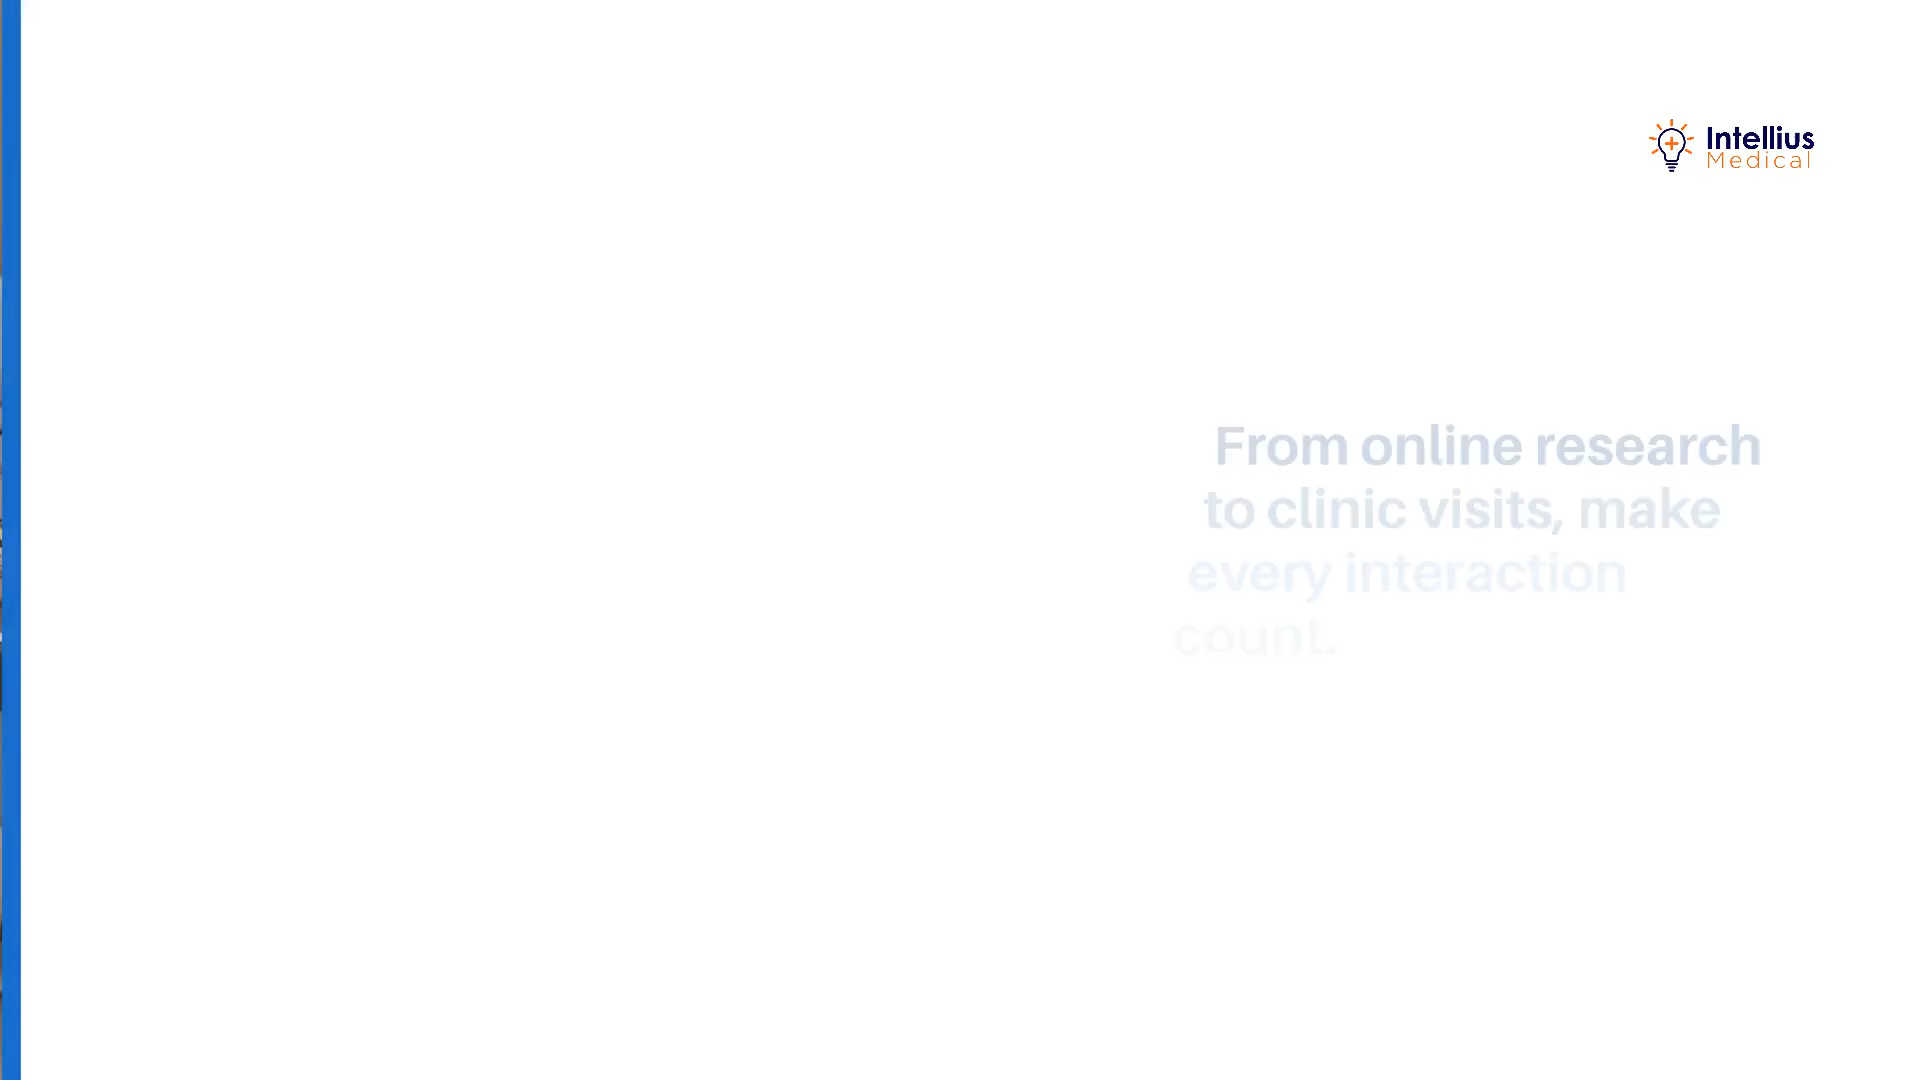 Intellius
Medical
From online research
to clinic visits, make
every interaction
count.